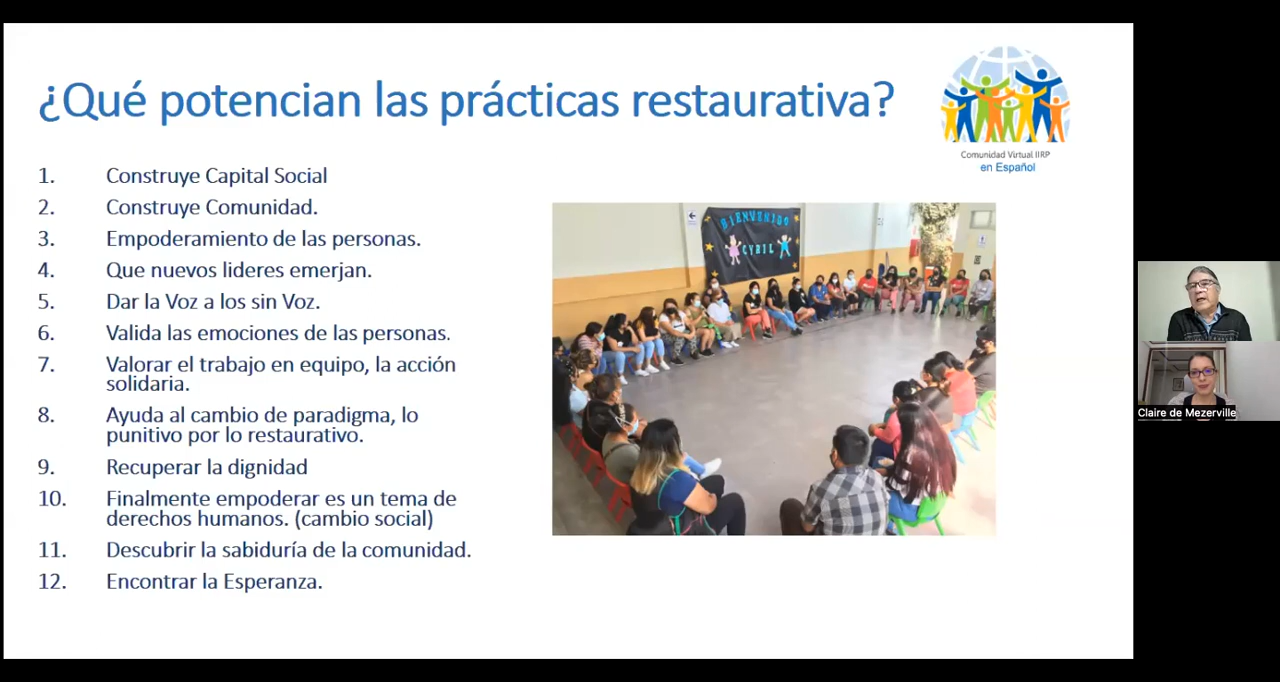 ¿Qué potencian las prácticas restaurativa?
Comunidad Virtual IIRP
en Español
1. Construye Capital Social
2. Construye Comunidad.
3. Empoderamiento de las personas.
4. Que nuevos lideres emerjan.
5. Dar la Voz a los sin Voz.
6. Valida las emociones de las personas.
7. Valorar el trabajo en equipo, la acción
solidaria.
8. Ayuda al cambio de paradigma, lo
punitivo por lo restaurativo.
9. Recuperar la dignidad
10. Finalmente empoderar es un tema de
derechos humanos. (cambio social)
11. Descubrir la sabiduría de la comunidad.
12. Encontrar la Esperanza.
BIENVENIDO
CYBIL
Claire de Mezerville